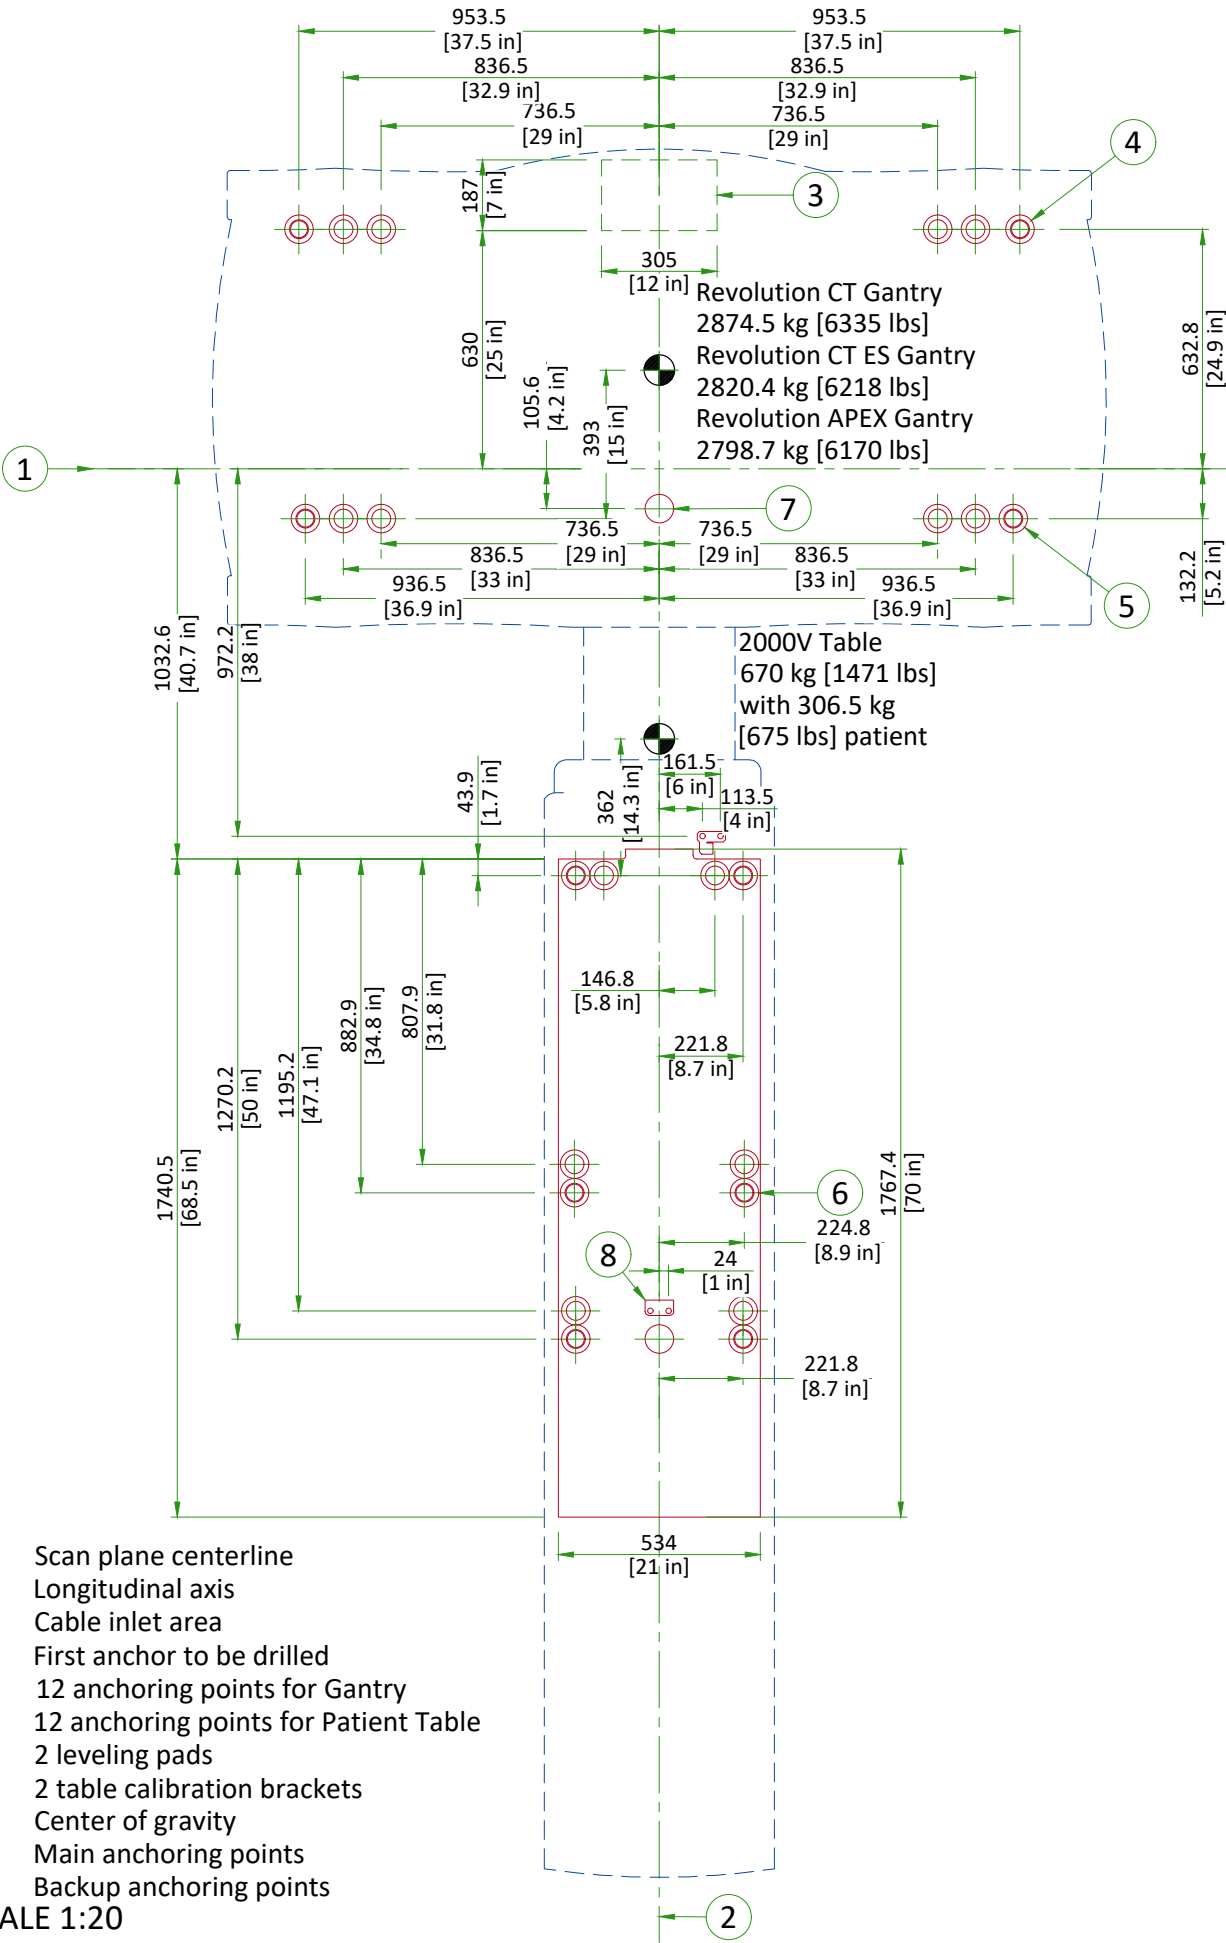 953.5
[37.5 in]
953.5
[37.5 in]
836.5
[32.9 in]
836.5
[32.9 in]
736.5
[29 in]
736.5
[29 in]
4
187
[7 in]
3
305
[12 in]
Revolution CT Gantry
2874.5 kg [6335 lbs]
Revolution CT ES Gantry
2820.4 kg [6218 lbs]
Revolution APEX Gantry
2798.7 kg [6170 lbs]
630
[25 in]
632.8
[24.9 in]
105.6
[4.2 in]
393
[15 in]
1
7
736.5
[29 in]
736.5
[29 in]
836.5
[33 in]
836.5
[33 in]
936.5
[36.9 in]
936.5
[36.9 in]
132.2
[5.2 in]
5
1032.6
[40.7 in]
972.2
[38 in]
2000V Table
670 kg [1471 lbs]
with 306.5 kg
[675 lbs] patient
161.5
[6 in]
113.5
[4 in]
43.9
[1.7 in]
362
[14.3 in]
146.8
[5.8 in]
221.8
[8.7 in]
807.9
[31.8 in]
882.9
[34.8 in]
1195.2
[47.1 in]
1270.2
[50 in]
1740.5
[68.5 in]
1767.4
[70 in]
6
224.8
[8.9 in]
8
24
[1 in]
221.8
[8.7 in]
534
[21 in]
Scan plane centerline
Longitudinal axis
Cable inlet area
First anchor to be drilled
12 anchoring points for Gantry
12 anchoring points for Patient Table
2 leveling pads
2 table calibration brackets
Center of gravity
Main anchoring points
Backup anchoring points
ALE 1:20
2